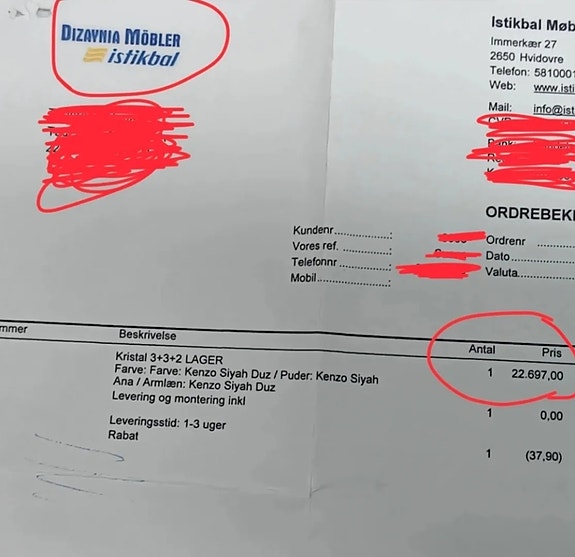 DIZAYNIA MÖBLER
istikbal
Istikbal Møb
Immerkær 27
2650 Hvidovre
Telefon: 5810001
Web: www.isti
Mail: info@ist
ORDREBEK
Kundenr..............:
Vores ref. ............:
Telefonnr ............:
Mobil...................:
Ordrenr
Dato
Valuta
mmer Beskrivelse Antal Pris
Kristal 3+3+2 LAGER 1 22.697,00
Farve: Farve: Kenzo Siyah Duz / Puder: Kenzo Siyah
Ana / Armlæn: Kenzo Siyah Duz
Levering og montering inkl 1 0,00
Leveringsstid: 1-3 uger
Rabat 1 (37,90)